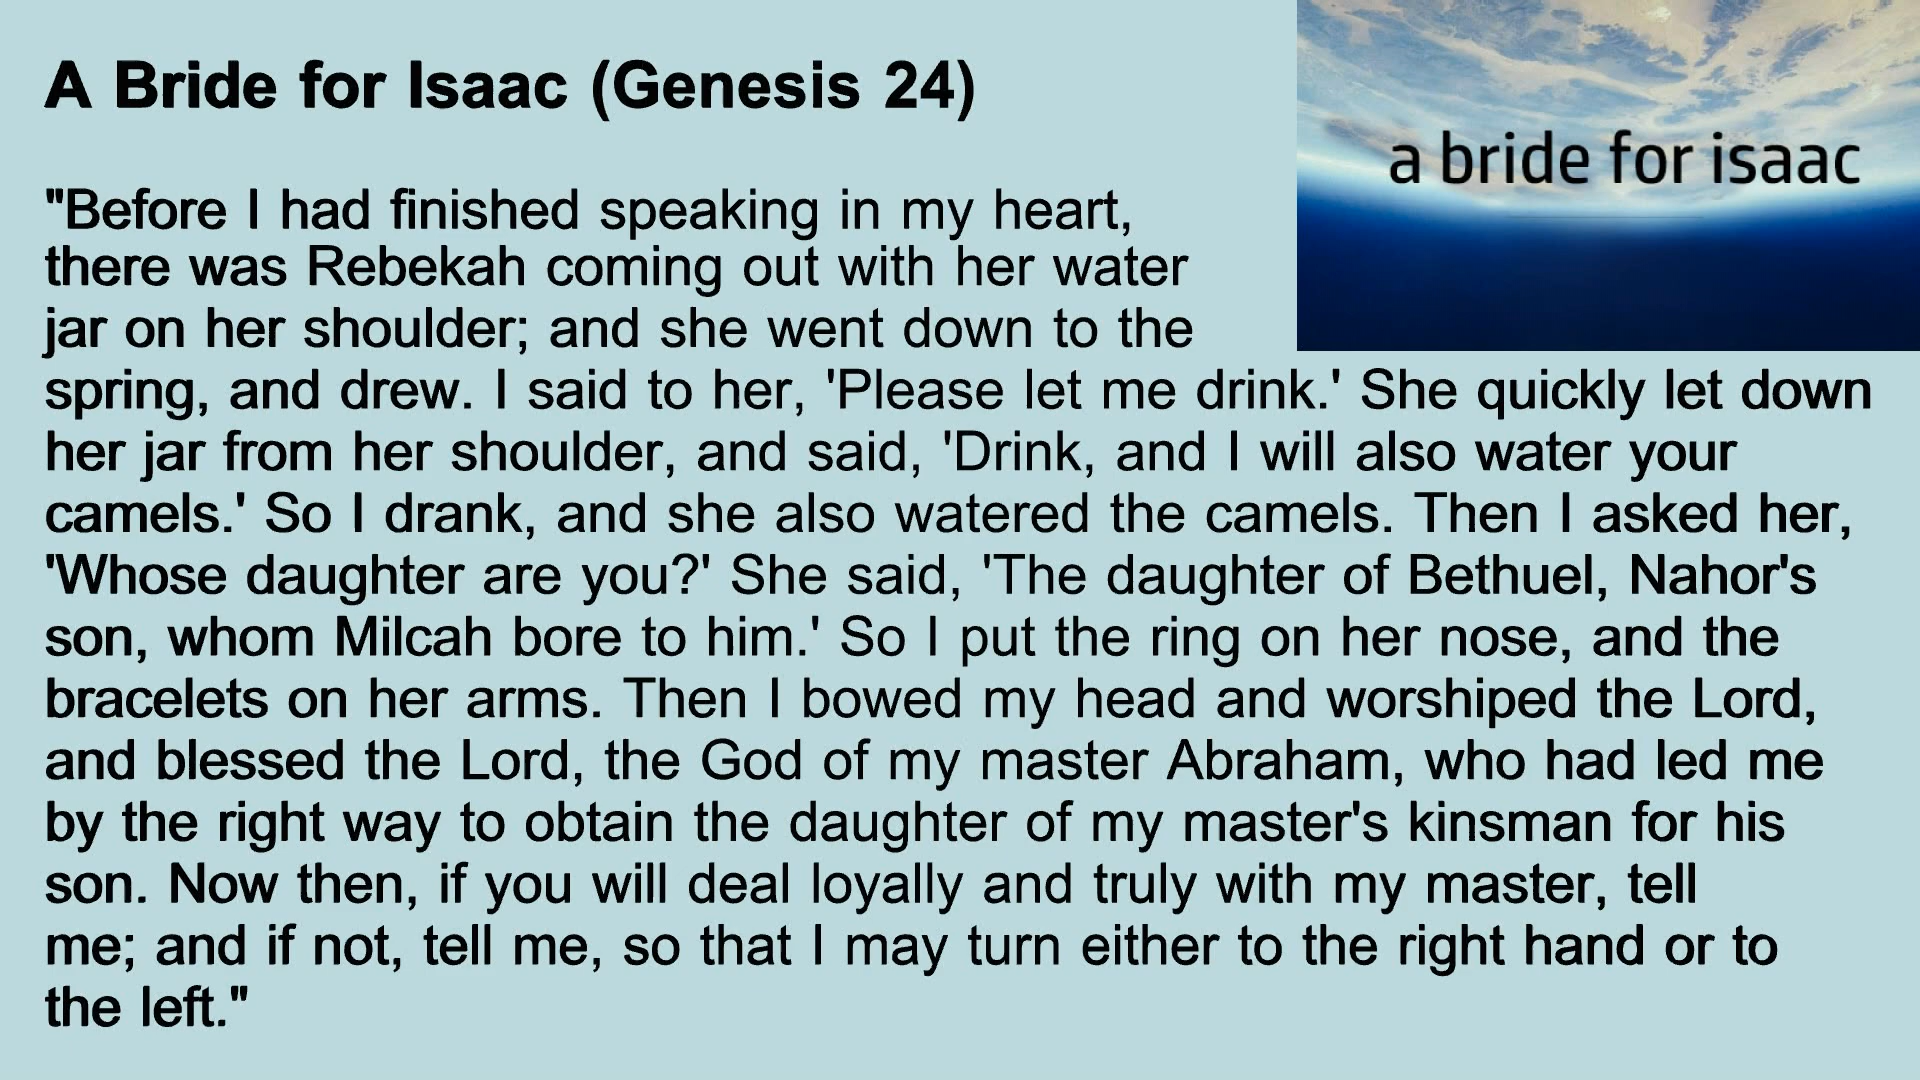 A Bride for Isaac (Genesis 24)
a bride for isaac
"Before I had finished speaking in my heart,
there was Rebekah coming out with her water
jar on her shoulder; and she went down to the
spring, and drew. I said to her, 'Please let me drink.' She quickly let down
her jar from her shoulder, and said, 'Drink, and I will also water your
camels.' So I drank, and she also watered the camels. Then I asked her,
'Whose daughter are you?' She said, 'The daughter of Bethuel, Nahor's
son, whom Milcah bore to him.' So I put the ring on her nose, and the
bracelets on her arms. Then I bowed my head and worshiped the Lord,
and blessed the Lord, the God of my master Abraham, who had led me
by the right way to obtain the daughter of my master's kinsman for his
son. Now then, if you will deal loyally and truly with my master, tell
me; and if not, tell me, so that I may turn either to the right hand or to
the left."